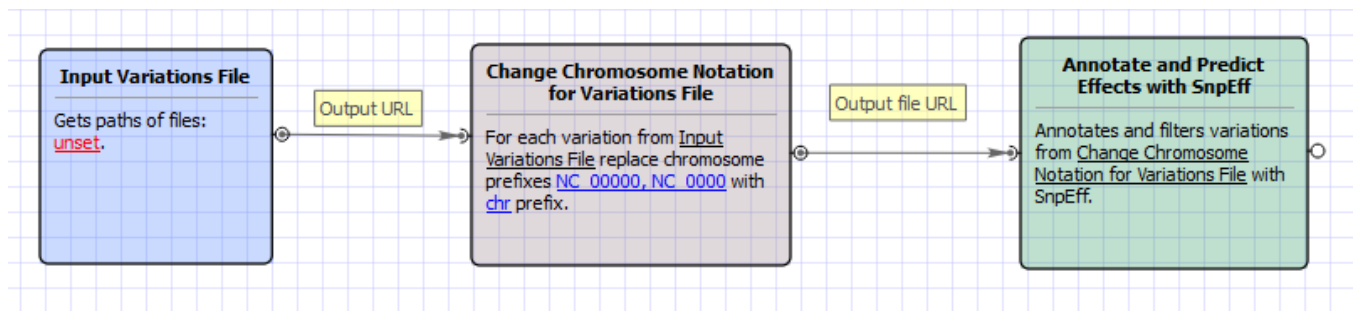 Input Variations File
Gets paths of files:
unset.
Output URL
Change Chromosome Notation
for Variations File
For each variation from Input
Variations File replace chromosome
prefixes NC_00000, NC_0000 with
chr prefix.
Output file URL
Annotate and Predict
Effects with SnpEff
Annotates and filters variations
from Change Chromosome
Notation for Variations File with
SnpEff.